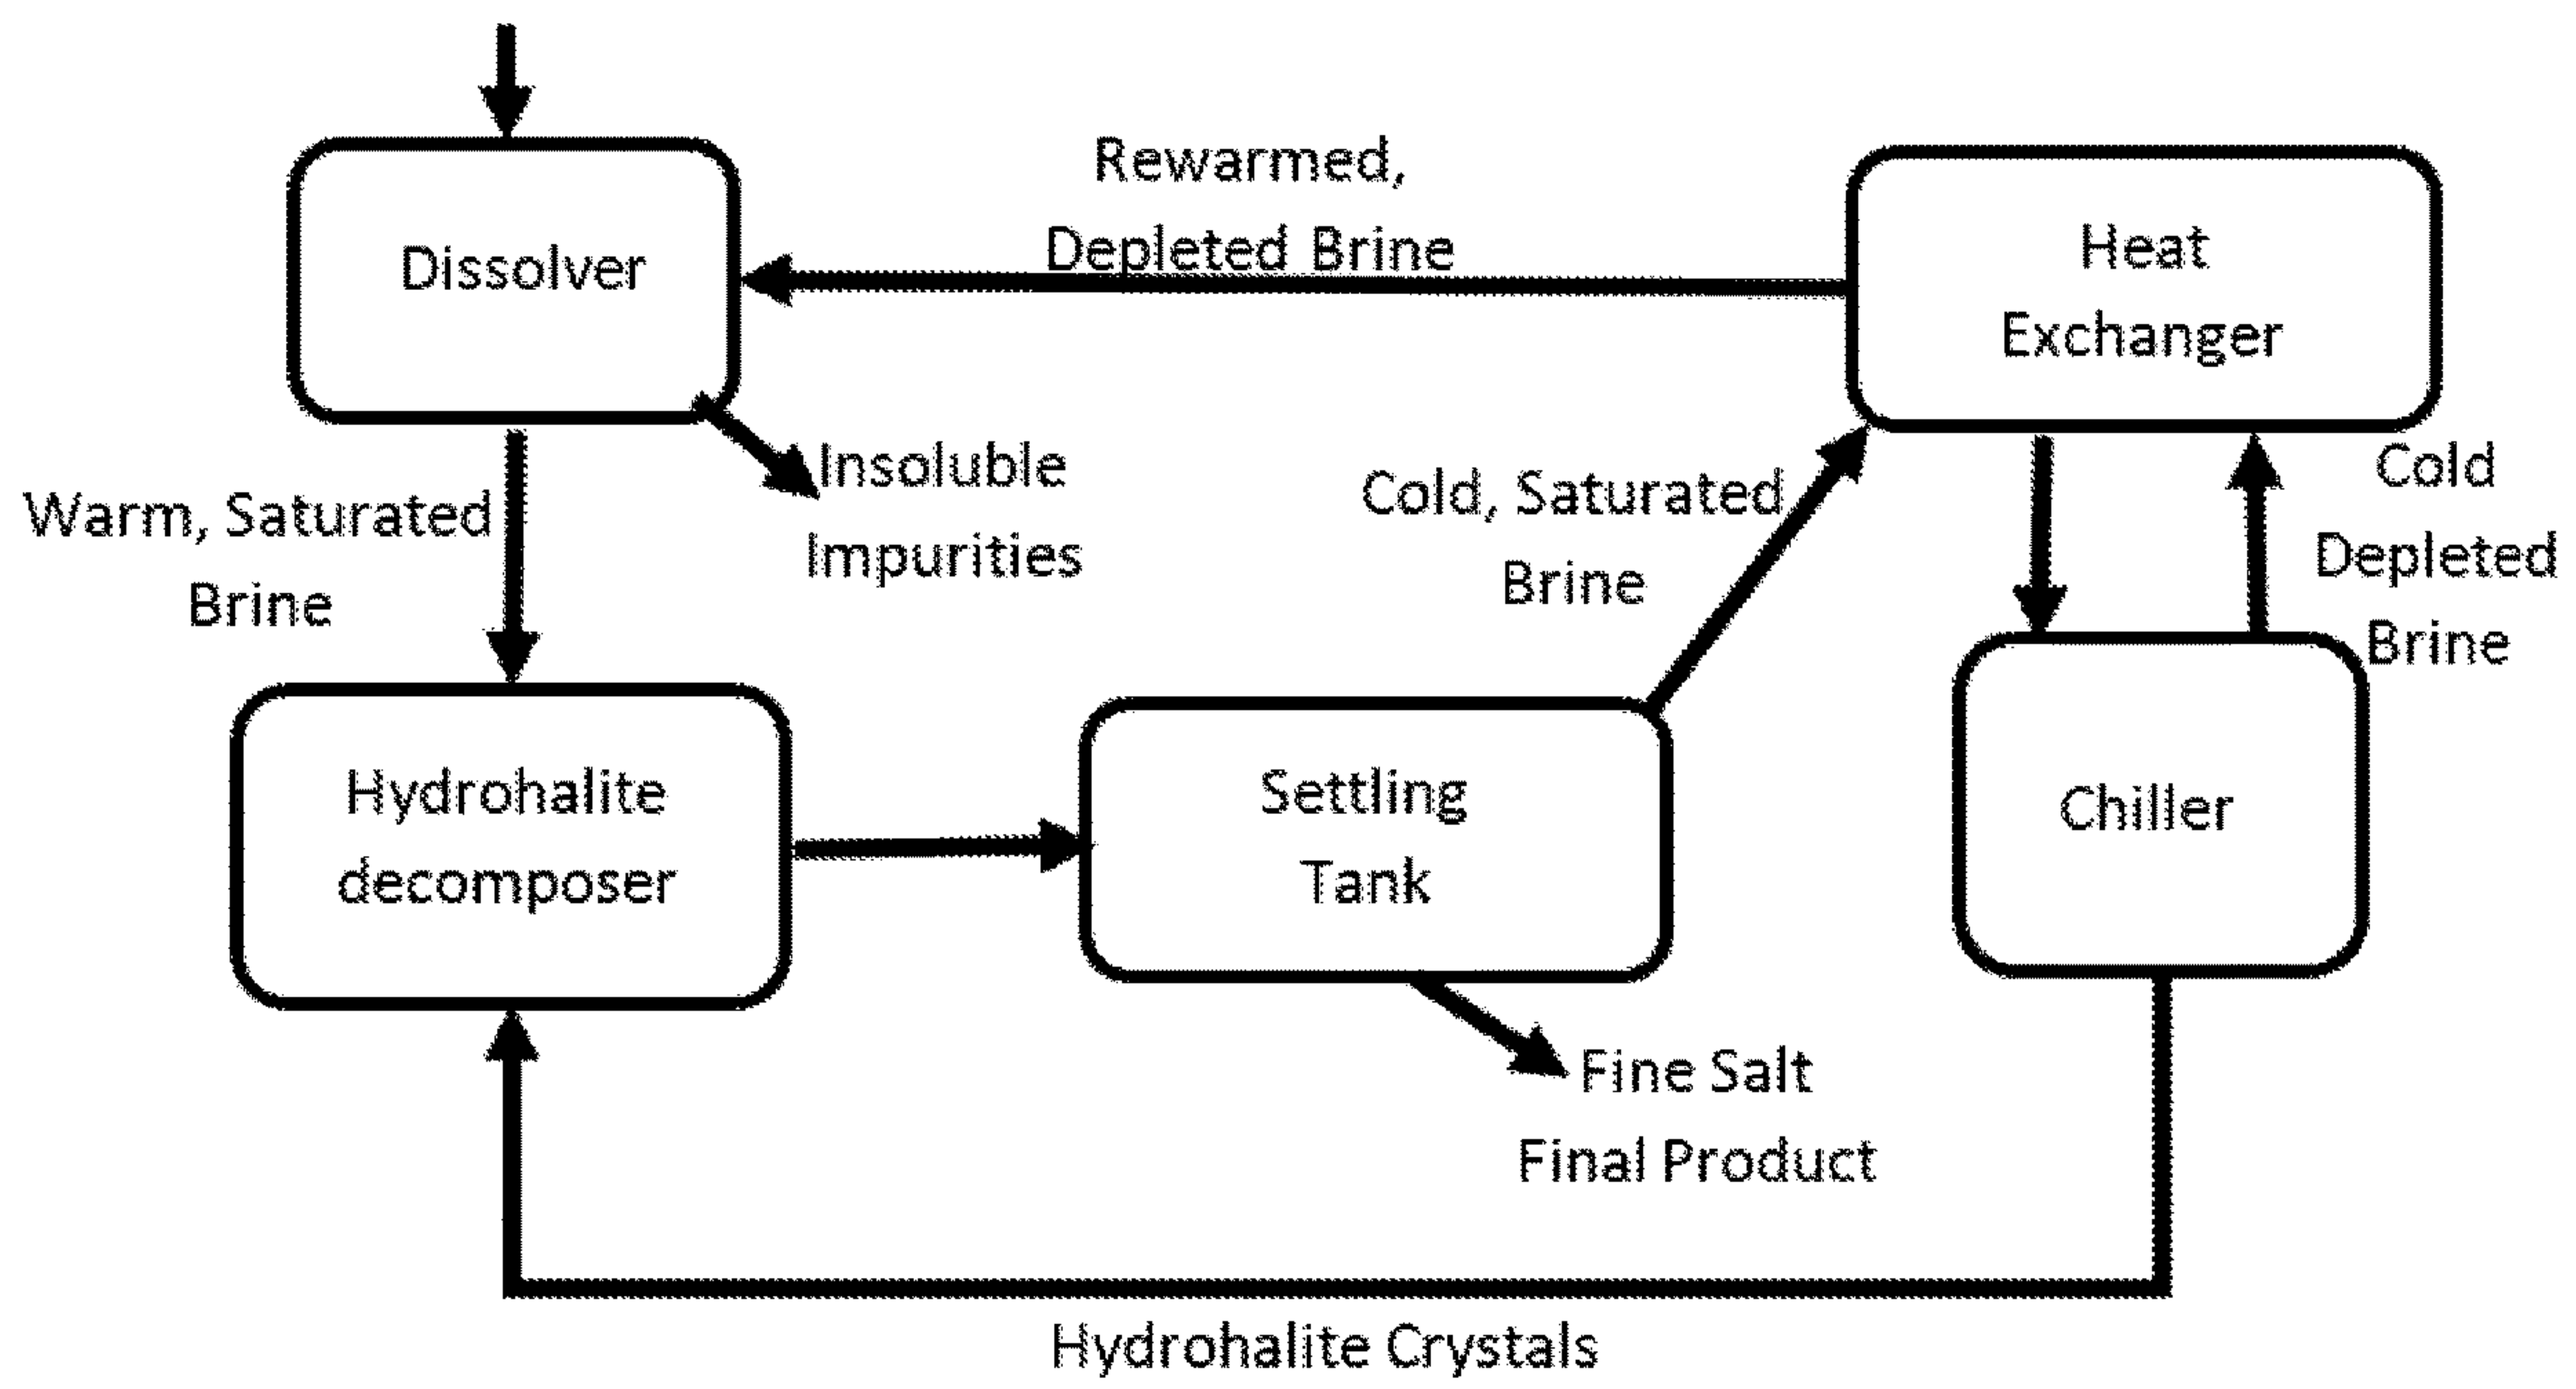 Dissolver
Rewarmed,
Depleted Brine
Heat
Exchanger
Warm, Saturated
Brine
Insoluble
Impurities
Cold, Saturated
Brine
Cold
Depleted
Brine
Hydrohalite
decomposer
Settling
Tank
Chiller
Fine Salt
Final Product
Hydrohalite Crystals